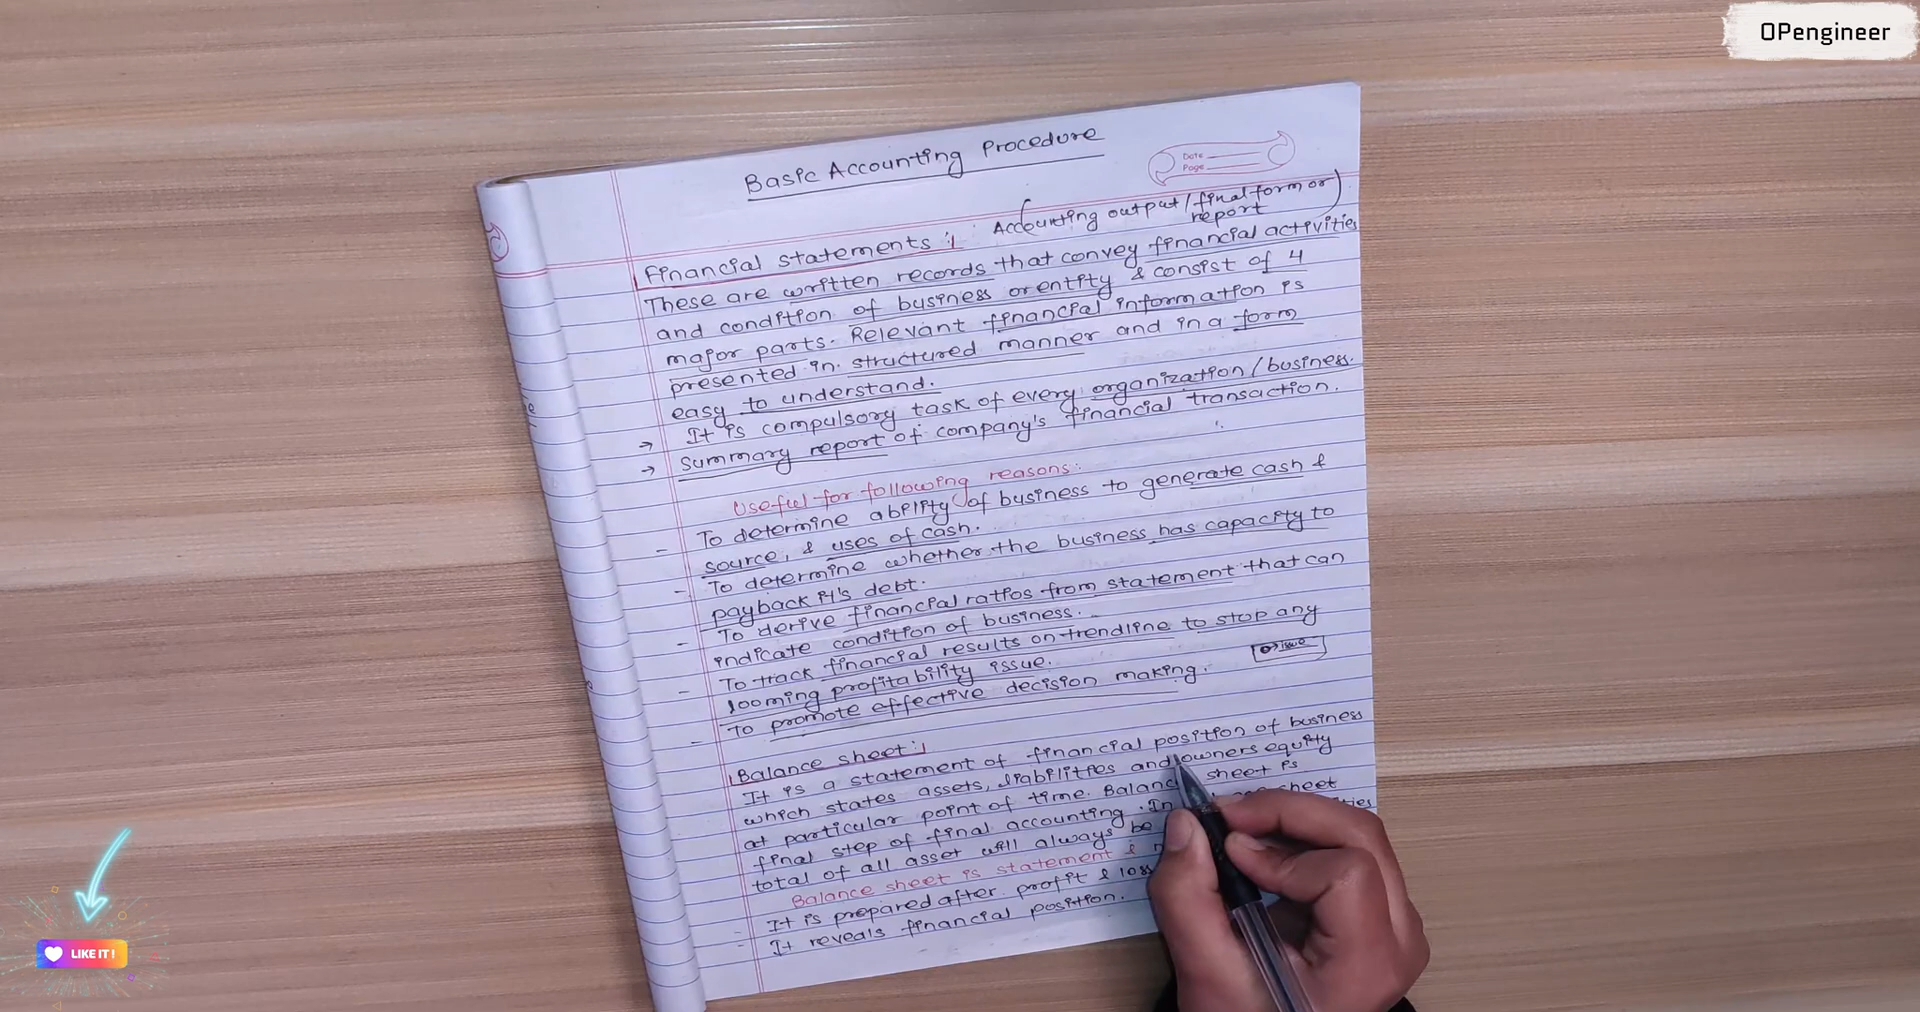 OPengineer
Basic Accounting Procedure
Date
Page
(Accounting output/final form or)
report
Financial statements :
These are written records that convey financial activities
and condition of business or entity & consist of 4
major parts. Relevant financial information is
presented in structured manner and in a form
easy to understand.
→ It is compulsory task of every organization/business.
→ Summary report of company's financial transaction.
Useful for following reasons:
- To determine ability of business to generate cash &
source, & uses of cash.
- To determine whether the business has capacity to
payback it's debt.
- To derive financial ratios from statement that can
indicate condition of business.
- To track financial results on trendline to stop any
looming profitability issue.
- To promote effective decision making.
Issue
Balance sheet :
It is a statement of financial position of business
which states assets, liabilities and owners equity
at particular point of time. Balanc sheet is
final step of final accounting. In sheet
total of all asset will always be
Balance sheet is statement &
- It is prepared after profit & loss
- It reveals financial position.
LIKE IT !